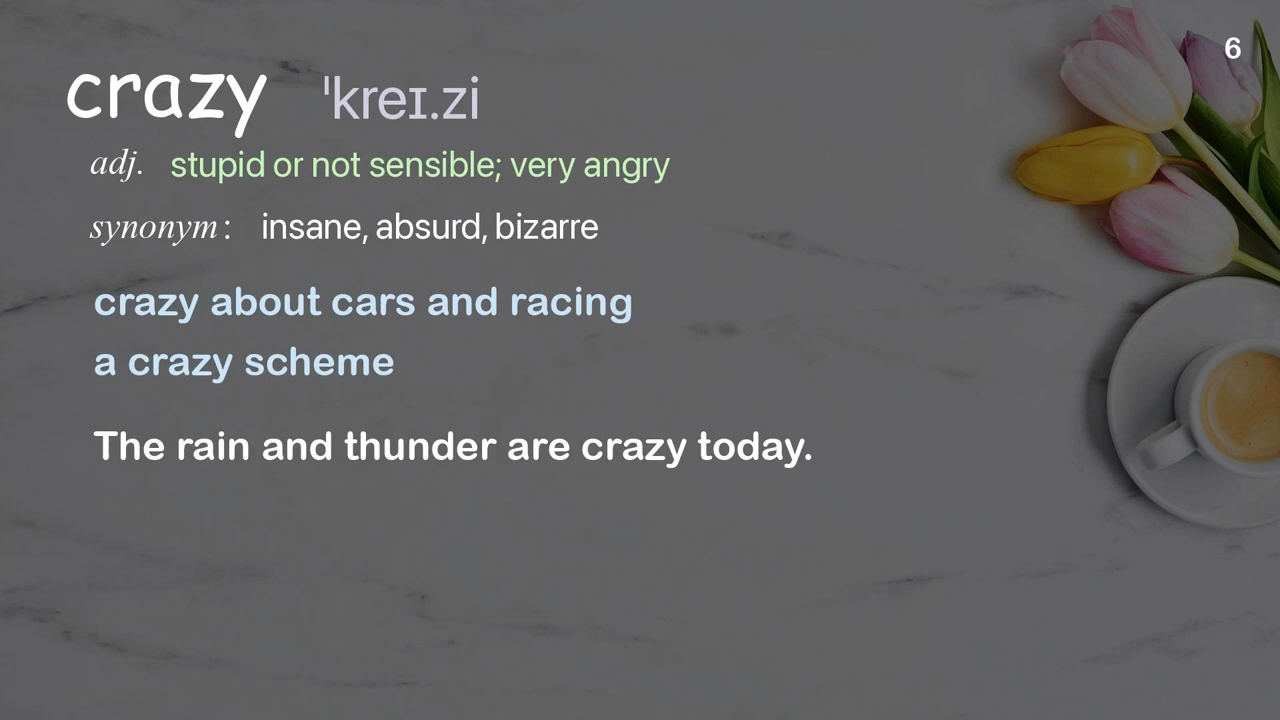 6
crazy ˈkreɪ.zi
adj. stupid or not sensible; very angry
synonym: insane, absurd, bizarre
crazy about cars and racing
a crazy scheme
The rain and thunder are crazy today.